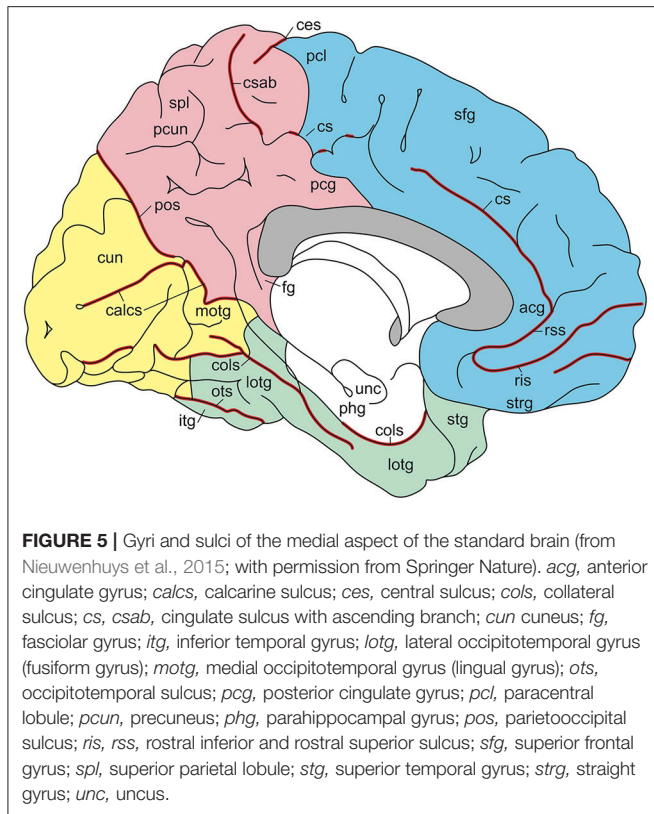 ces
pcl
csab
spl
sfg
pcun
cs
pcg
cs
pos
cun
fg
calcs
motg
acg
rss
cols
lotg
unc
ris
ots
phg
strg
itg
cols
stg
lotg
FIGURE 5 | Gyri and sulci of the medial aspect of the standard brain (from
Nieuwenhuys et al., 2015; with permission from Springer Nature). acg, anterior
cingulate gyrus; calcs, calcarine sulcus; ces, central sulcus; cols, collateral
sulcus; cs, csab, cingulate sulcus with ascending branch; cun cuneus; fg,
fasciolar gyrus; itg, inferior temporal gyrus; lotg, lateral occipitotemporal gyrus
(fusiform gyrus); motg, medial occipitotemporal gyrus (lingual gyrus); ots,
occipitotemporal sulcus; pcg, posterior cingulate gyrus; pcl, paracentral
lobule; pcun, precuneus; phg, parahippocampal gyrus; pos, parietooccipital
sulcus; ris, rss, rostral inferior and rostral superior sulcus; sfg, superior frontal
gyrus; spl, superior parietal lobule; stg, superior temporal gyrus; strg, straight
gyrus; unc, uncus.